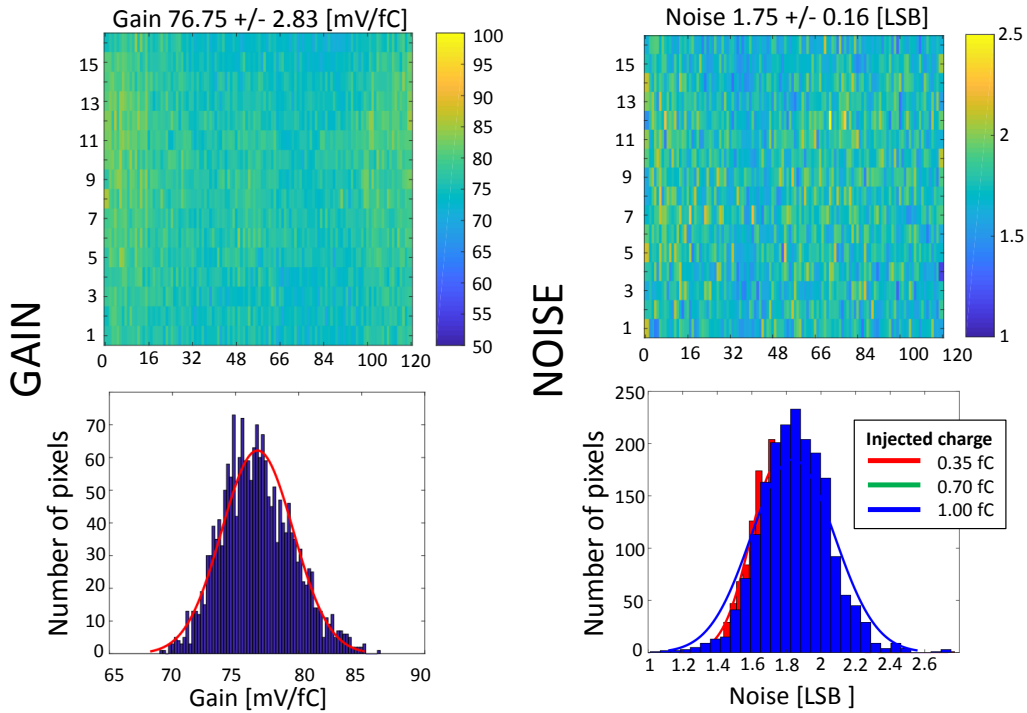 Gain 76.75 +/- 2.83 [mV/fC]
15
13
11
9
7
5
3
1
0 16 32 48 66 84 100 120
100
95
90
85
80
75
70
65
60
55
50
GAIN
Noise 1.75 +/- 0.16 [LSB]
15
13
11
9
7
5
3
1
0 16 32 48 66 84 100 120
2.5
2
1.5
1
NOISE
Number of pixels
70
60
50
40
30
20
10
0
65 70 75 80 85 90
Gain [mV/fC]
Number of pixels
250
200
150
100
50
0
1 1.2 1.4 1.6 1.8 2 2.2 2.4 2.6
Noise [LSB ]
Injected charge
0.35 fC
0.70 fC
1.00 fC